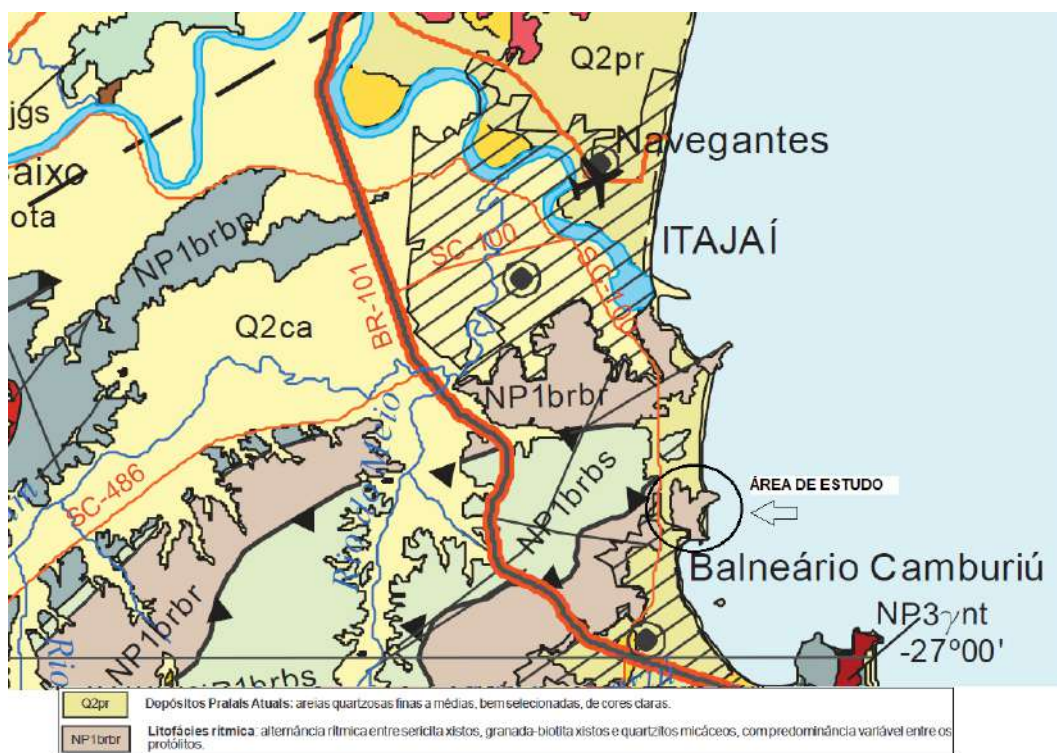 Q2pr
jgs
Navegantes
aixo
ota
ITAJAÍ
NP1brbp
SC-100
SC-100
BR-101
Q2ca
NP1brbr
SC-486
NP1brbs
ÁREA DE ESTUDO
Balneário Camburiú
NP1brbr
Rio
NP3γnt
-27º00'
Q2pr Depósitos Praiais Atuais: areias quartzosas finas a médias, bem selecionadas, de cores claras.
NP1brbr Litofácies rítmica: alternância rítmica entre sericita xistos, granada-biotita xistos e quartzitos micáceos, com predominância variável entre os
protólitos.